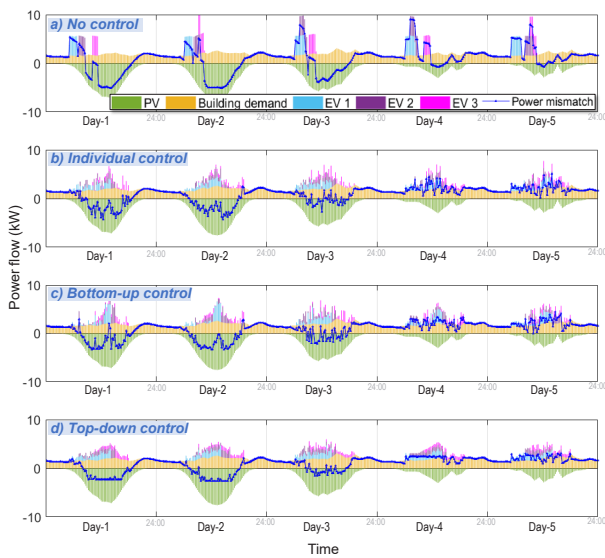 a) No control
10
0
-10
PV Building demand EV 1 EV 2 EV 3 Power mismatch
24:00 24:00 24:00 24:00 24:00
Day-1 Day-2 Day-3 Day-4 Day-5
b) Individual control
10
0
-10
24:00 24:00 24:00 24:00 24:00
Day-1 Day-2 Day-3 Day-4 Day-5
Power flow (kW)
c) Bottom-up control
10
0
-10
24:00 24:00 24:00 24:00 24:00
Day-1 Day-2 Day-3 Day-4 Day-5
d) Top-down control
10
0
-10
24:00 24:00 24:00 24:00 24:00
Day-1 Day-2 Day-3 Day-4 Day-5
Time